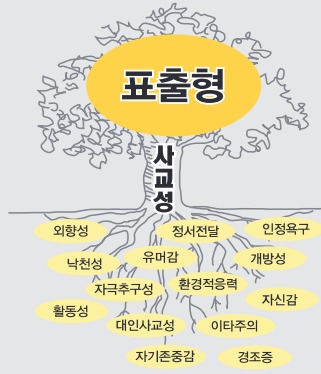 표출형
사교성
외향성
정서전달
인정욕구
낙천성
유머감
개방성
자극추구성
환경적응력
활동성
자신감
대인사교성
이타주의
자기존중감
경조증